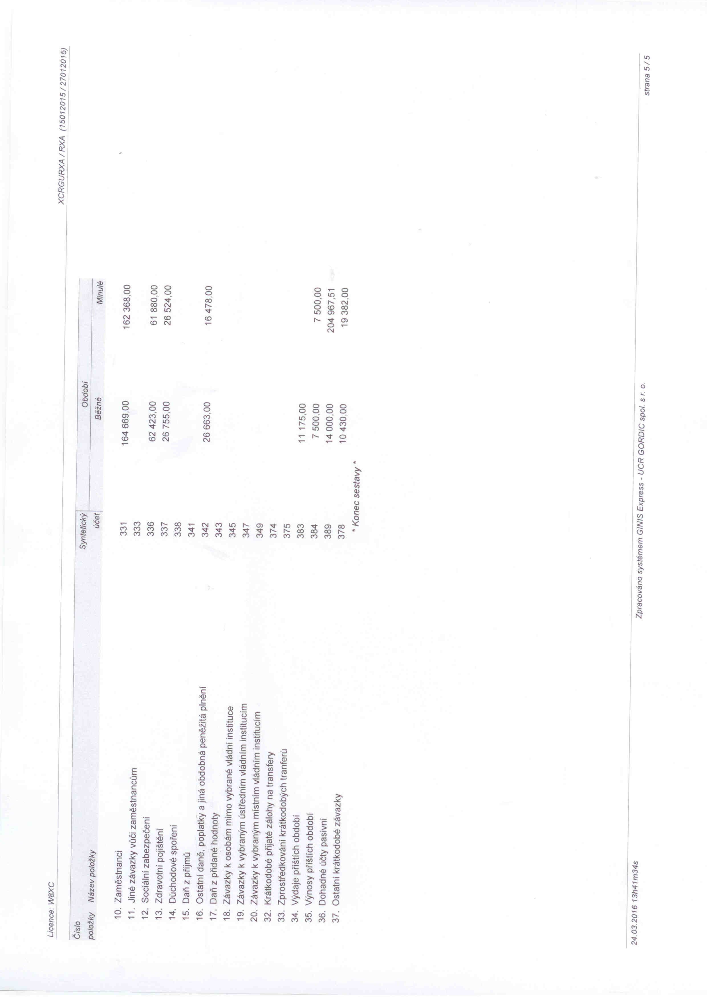 Licence: W8XC
XCRGURXA / RXA (15012015 / 27012015)
Číslo Syntetický Období
položky Název položky účet Běžné Minulé
10. Zaměstnanci 331 164 669,00 162 368,00
11. Jiné závazky vůči zaměstnancům 333
12. Sociální zabezpečení 336 62 423,00 61 880,00
13. Zdravotní pojištění 337 26 755,00 26 524,00
14. Důchodové spoření 338
15. Daň z příjmů 341
16. Ostatní daně, poplatky a jiná obdobná peněžitá plnění 342 26 663,00 16 478,00
17. Daň z přidané hodnoty 343
18. Závazky k osobám mimo vybrané vládní instituce 345
19. Závazky k vybraným ústředním vládním institucím 347
20. Závazky k vybraným místním vládním institucím 349
32. Krátkodobé přijaté zálohy na transfery 374
33. Zprostředkování krátkodobých tranferů 375
34. Výdaje příštích období 383 11 175,00
35. Výnosy příštích období 384 7 500,00 7 500,00
36. Dohadné účty pasivní 389 14 000,00 204 967,51
37. Ostatní krátkodobé závazky 378 10 430,00 19 382,00
* Konec sestavy *
24.03.2016 13h41m34s Zpracováno systémem GINIS Express - UCR GORDIC spol. s r. o. strana 5 / 5